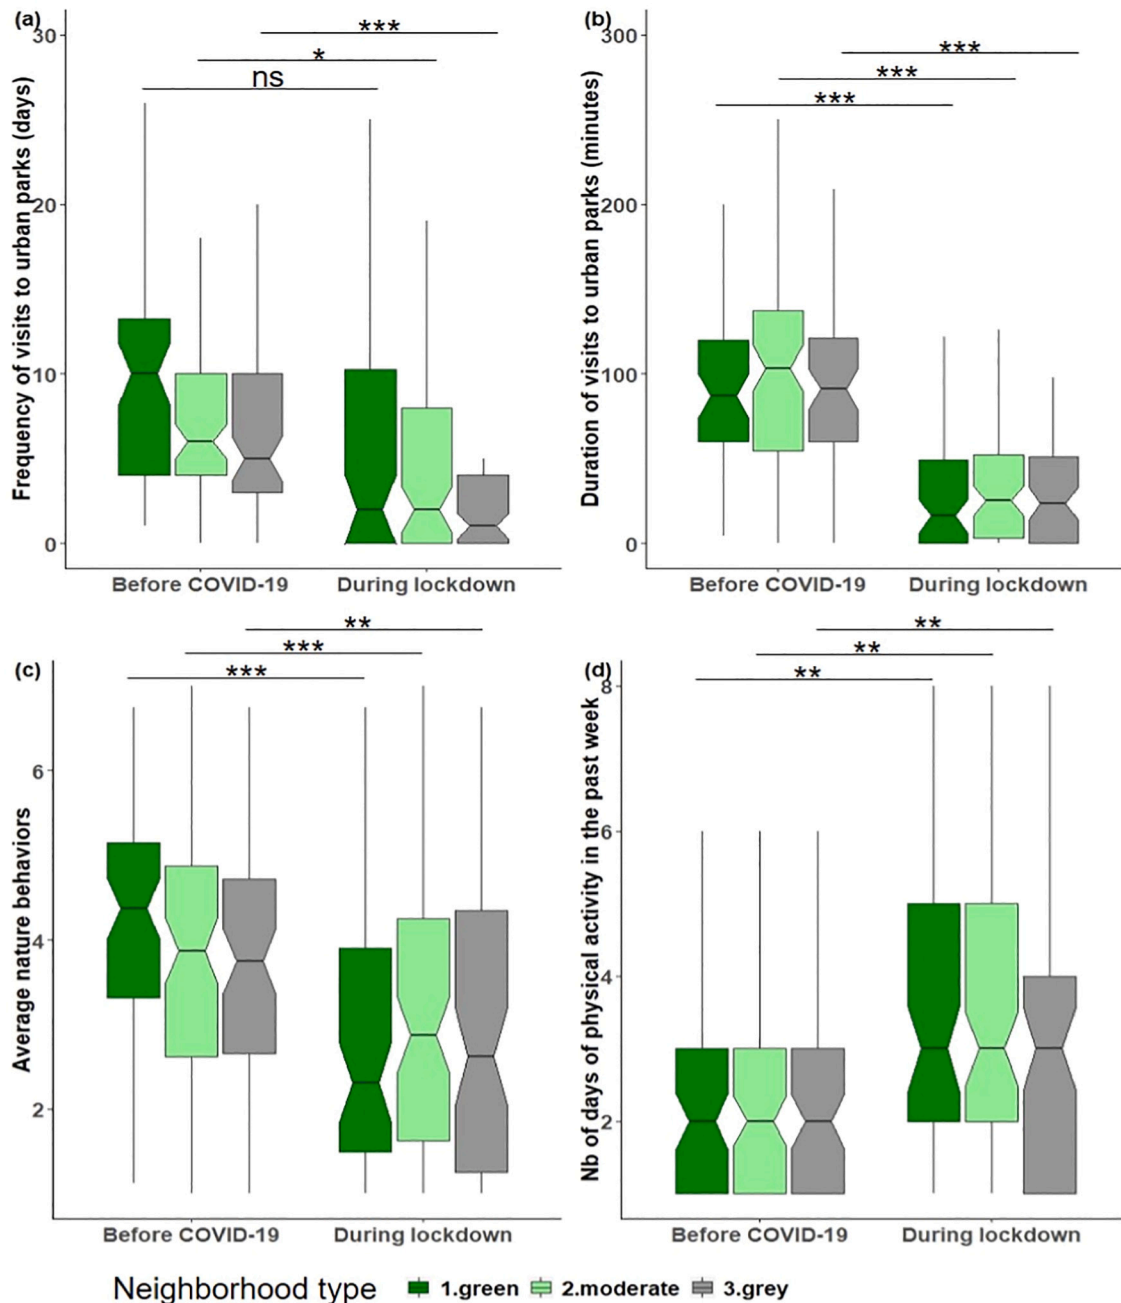 (a)
***
*
ns
30
20
10
0
Frequency of visits to urban parks (days)
Before COVID-19 During lockdown
(b)
***
***
***
300
200
100
0
Duration of visits to urban parks (minutes)
Before COVID-19 During lockdown
(c)
**
***
***
6
4
2
Average nature behaviors
Before COVID-19 During lockdown
(d)
**
**
**
8
6
4
2
Nb of days of physical activity in the past week
Before COVID-19 During lockdown
Neighborhood type 1.green 2.moderate 3.grey